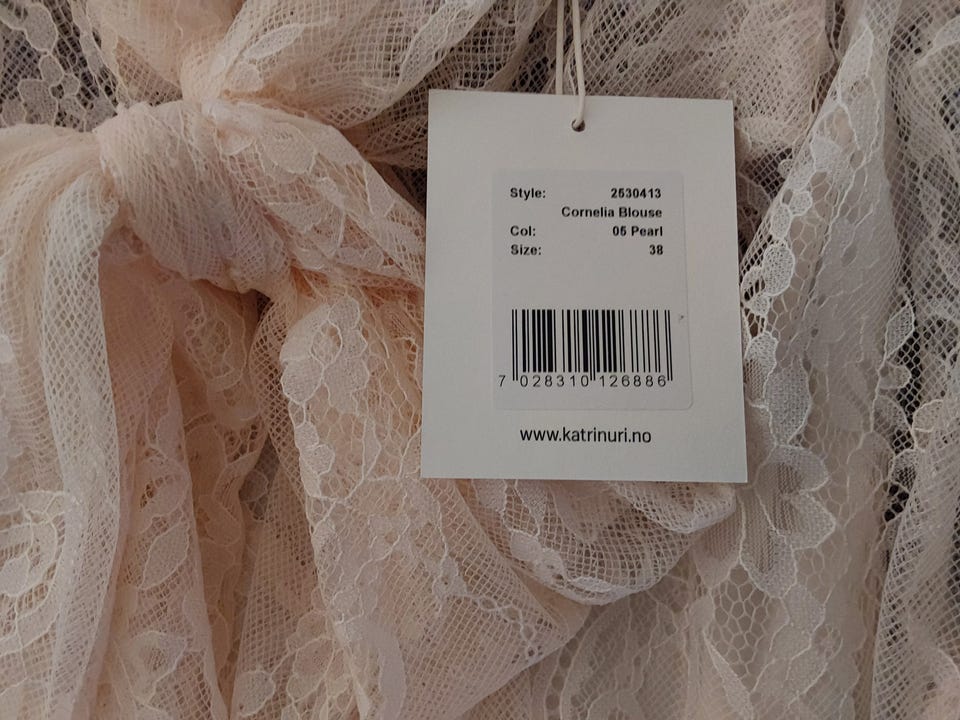 Style: 2530413
Cornelia Blouse
Col: 05 Pearl
Size: 38
7 028310 126886
www.katrinuri.no